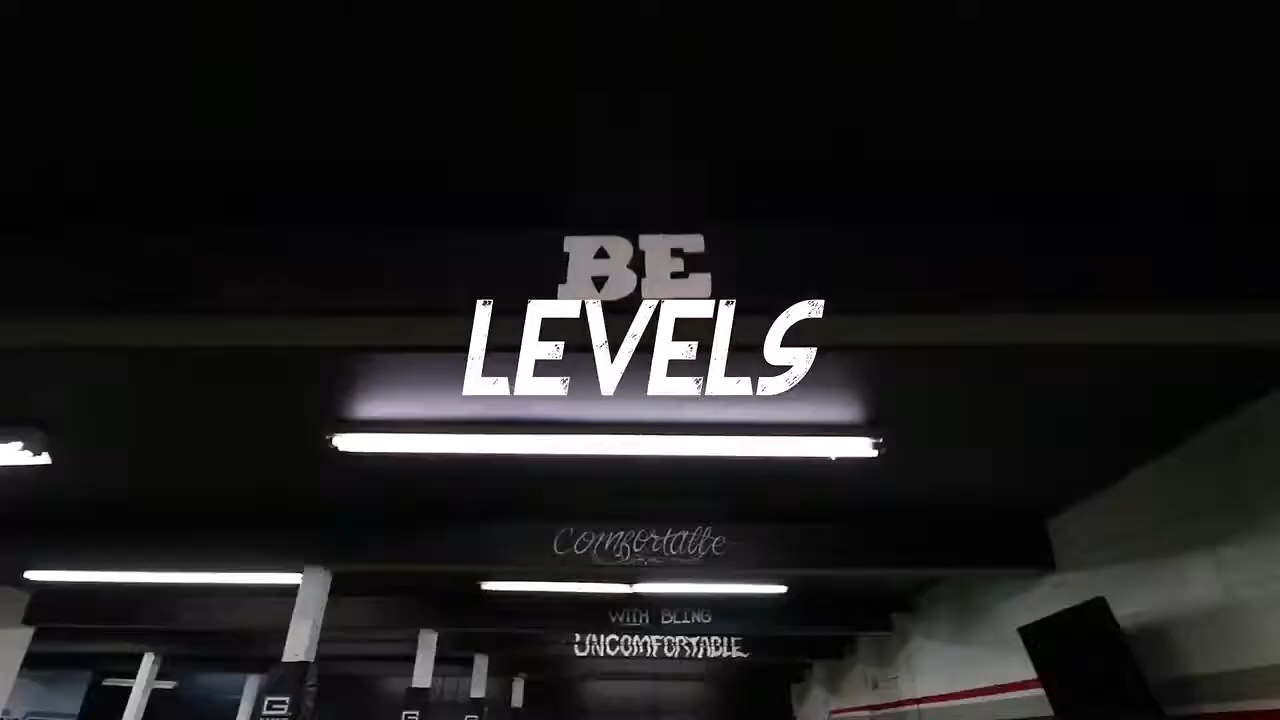 BE
LEVELS
Comfortable
WITH BEING
UNCOMFORTABLE
G
G